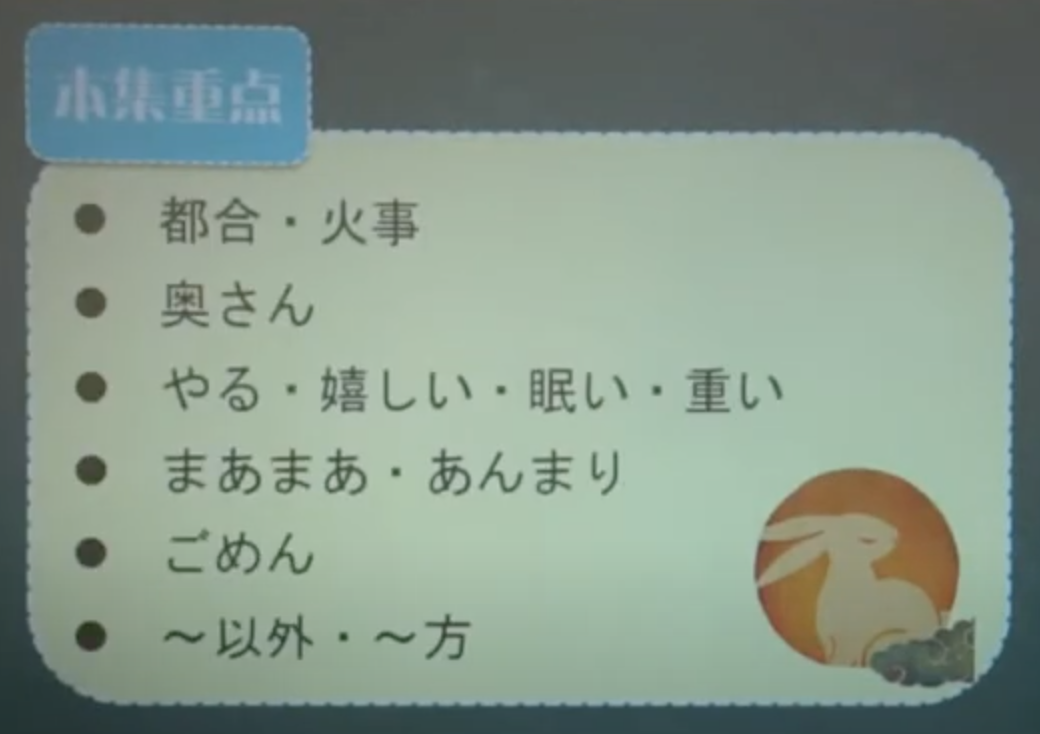 本集重点
● 都合・火事
● 奥さん
● やる・嬉しい・眠い・重い
● まあまあ・あんまり
● ごめん
● ～以外・～方